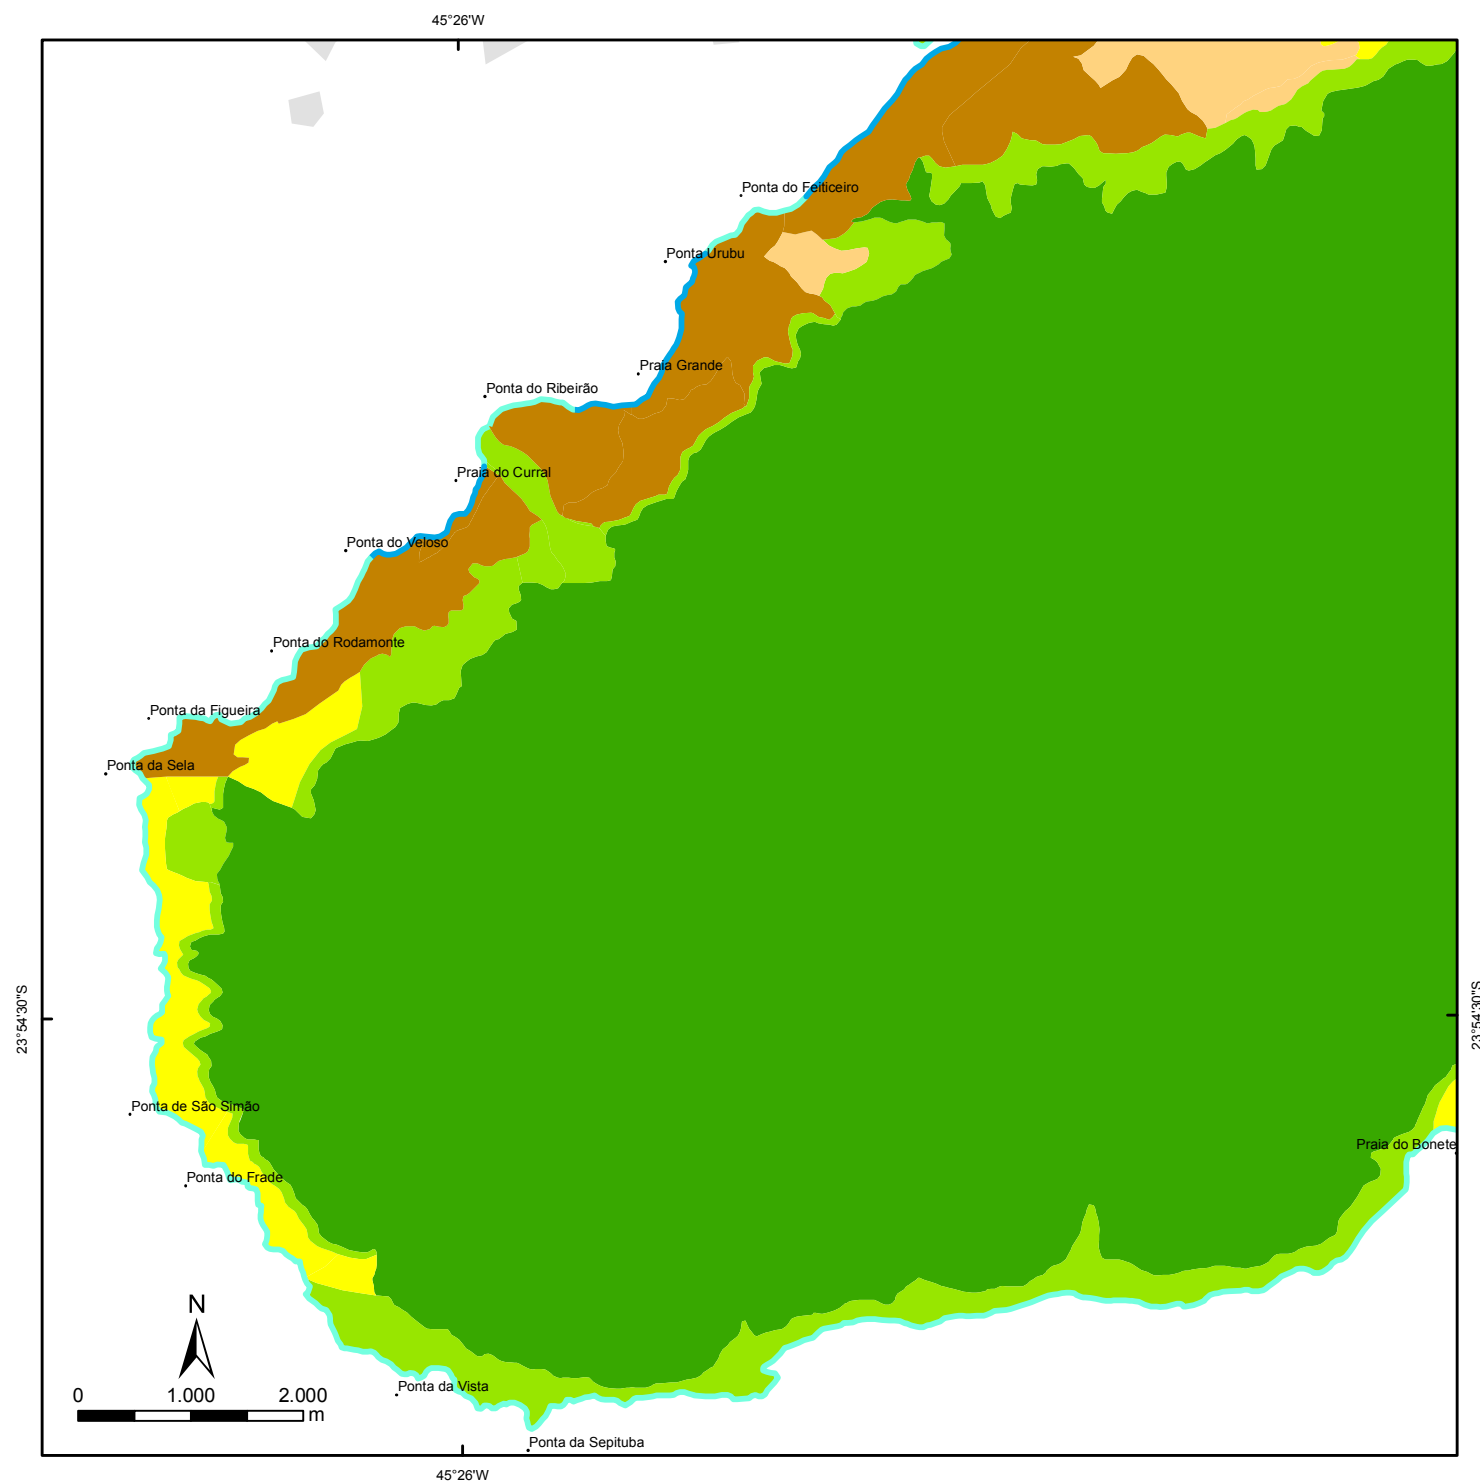 45°26'W
Ponta do Feiticeiro
Ponta Urubu
Praia Grande
Ponta do Ribeirão
Praia do Curral
Ponta do Veloso
Ponta do Rodamonte
Ponta da Figueira
Ponta da Sela
23°54'30"S
23°54'30"S
Ponta de São Simão
Praia do Bonete
Ponta do Frade
N
0 1.000 2.000
m
Ponta da Vista
Ponta da Sepituba
45°26'W